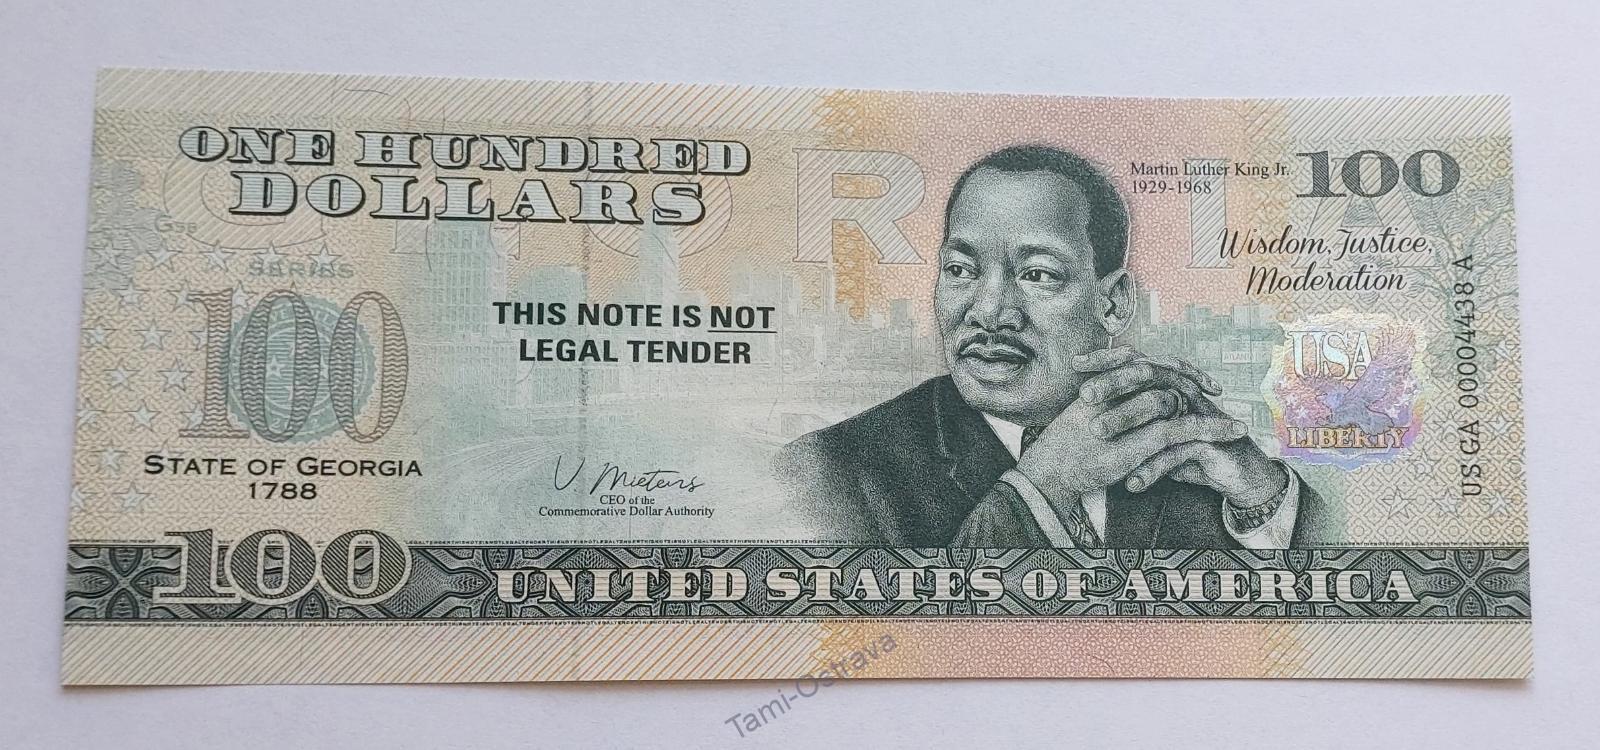 ONE HUNDRED
DOLLARS
GEORGIA
Martin Luther King Jr.
1929-1968
100
Wisdom, Justice,
Moderation
SERIES
100
THIS NOTE IS NOT
LEGAL TENDER
USA
LIBERTY
US GA 00004438 A
STATE OF GEORGIA
1788
V. Mietens
CEO of the
Commemorative Dollar Authority
100
UNITED STATES OF AMERICA
Tami-Ostrava